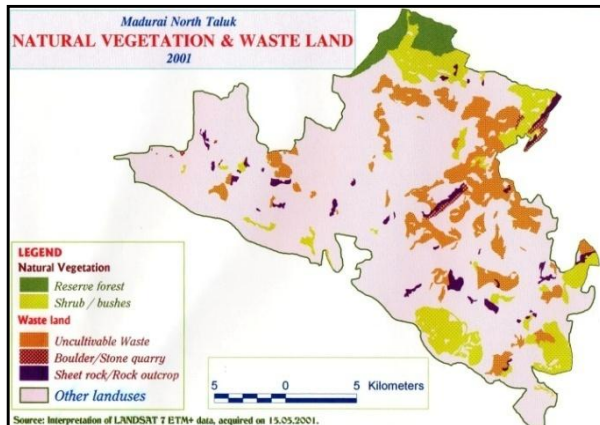 Madurai North Taluk
NATURAL VEGETATION & WASTE LAND
2001
LEGEND
Natural Vegetation
Reserve forest
Shrub / bushes
Waste land
Uncultivable Waste
Boulder/Stone quarry
Sheet rock/Rock outcrop
Other landuses
5 0 5 Kilometers
Source: Interpretation of LANDSAT 7 ETM+ data, acquired on 15.05.2001.